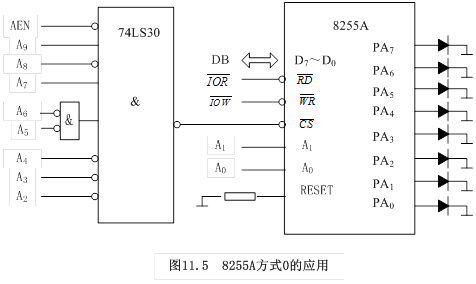 AEN
A9
A8
A7
A6
A5
A4
A3
A2
&
74LS30
&
8255A
DB
D7~D0
IOR
RD
IOW
WR
CS
A1
A1
A0
A0
RESET
PA7
PA6
PA5
PA4
PA3
PA2
PA1
PA0
图11.5 8255A方式0的应用